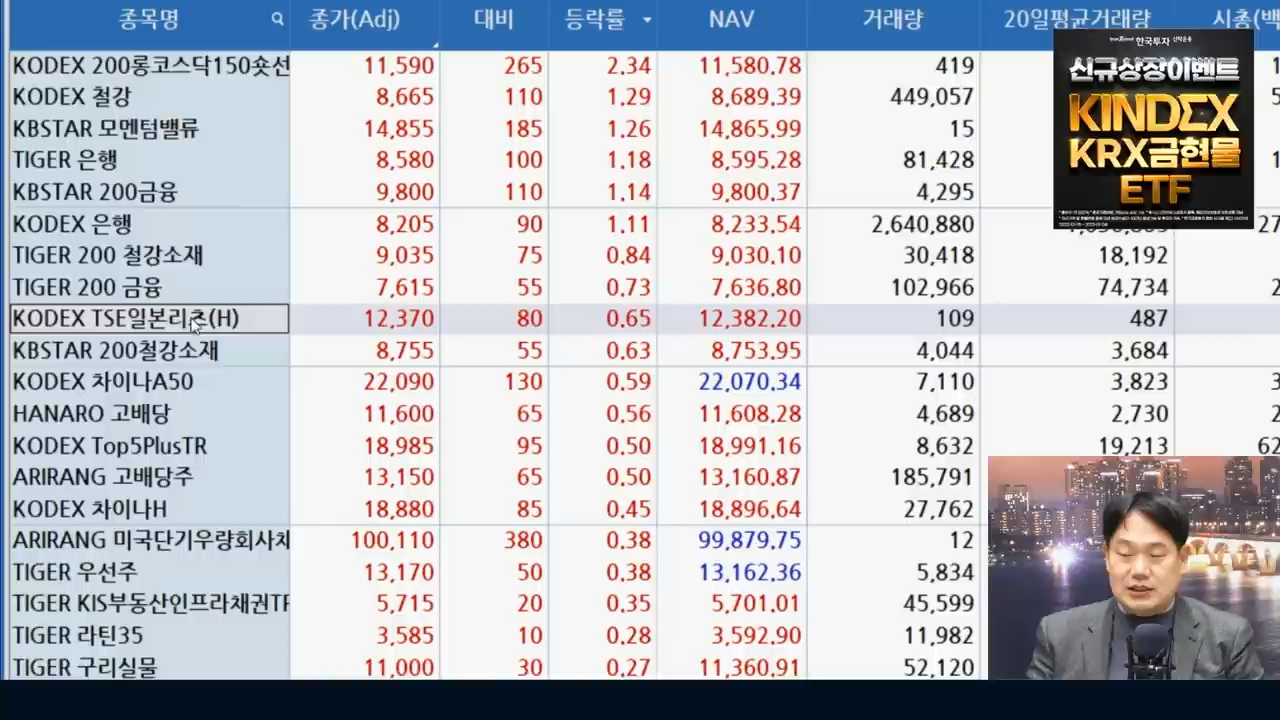 종목명 종가(Adj) 대비 등락률 NAV 거래량 20일평균거래량 시총(백
KODEX 200롱코스닥150숏선 11,590 265 2.34 11,580.78 419 1
KODEX 철강 8,665 110 1.29 8,689.39 449,057 5
KBSTAR 모멘텀밸류 14,855 185 1.26 14,865.99 15
TIGER 은행 8,580 100 1.18 8,595.28 81,428 1
KBSTAR 200금융 9,800 110 1.14 9,800.37 4,295
KODEX 은행 8,205 90 1.11 8,233.54 2,640,880 27
TIGER 200 철강소재 9,035 75 0.84 9,030.10 30,418 18,192
TIGER 200 금융 7,615 55 0.73 7,636.80 102,966 74,734 2
KODEX TSE일본리츠(H) 12,370 80 0.65 12,382.20 109 487
KBSTAR 200철강소재 8,755 55 0.63 8,753.95 4,044 3,684
KODEX 차이나A50 22,090 130 0.59 22,070.34 7,110 3,823 3
HANARO 고배당 11,600 65 0.56 11,608.28 4,689 2,730 2
KODEX Top5PlusTR 18,985 95 0.50 18,991.16 8,632 19,213 62
ARIRANG 고배당주 13,150 65 0.50 13,160.87 185,791
KODEX 차이나H 18,880 85 0.45 18,896.64 27,762
ARIRANG 미국단기우량회사채 100,110 380 0.38 99,879.75 12
TIGER 우선주 13,170 50 0.38 13,162.36 5,834
TIGER KIS부동산인프라채권TR 5,715 20 0.35 5,701.01 45,599
TIGER 라틴35 3,585 10 0.28 3,592.90 11,982
TIGER 구리실물 11,000 30 0.27 11,360.91 52,120
한국투자 신탁운용
신규상장이벤트
KINDEX
KRX금현물
ETF